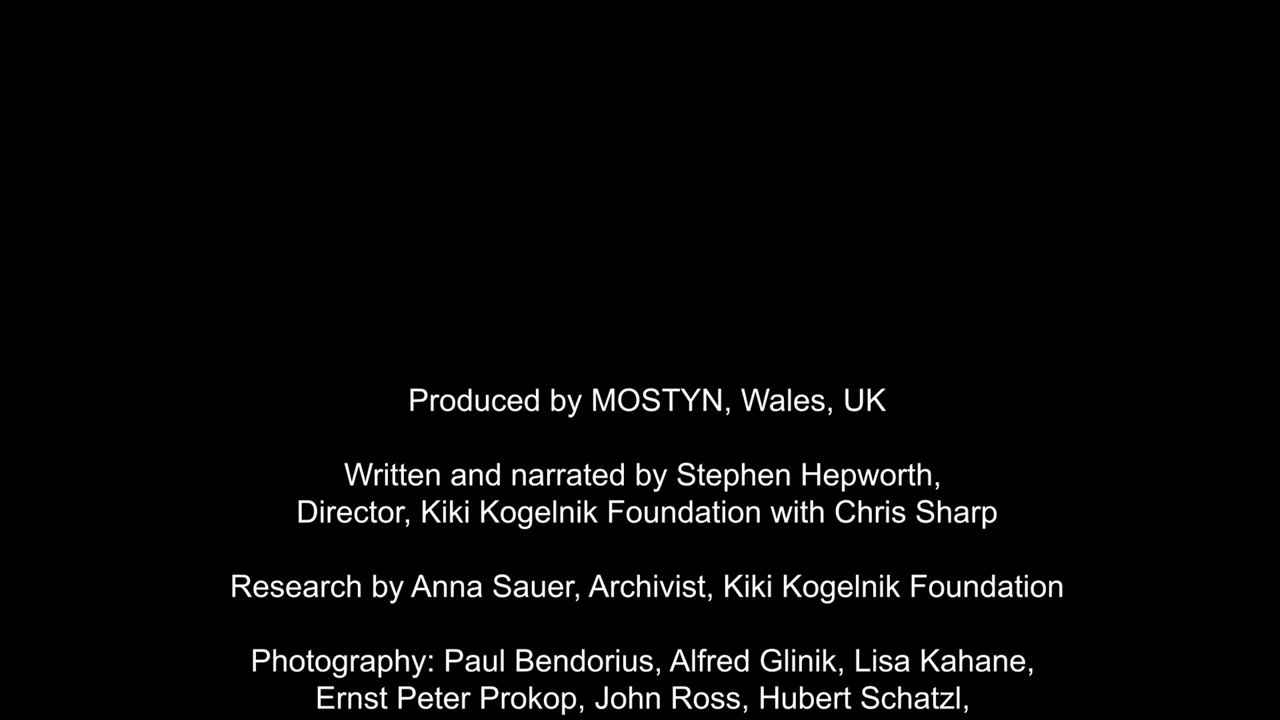 Produced by MOSTYN, Wales, UK
Written and narrated by Stephen Hepworth,
Director, Kiki Kogelnik Foundation with Chris Sharp
Research by Anna Sauer, Archivist, Kiki Kogelnik Foundation
Photography: Paul Bendorius, Alfred Glinik, Lisa Kahane,
Ernst Peter Prokop, John Ross, Hubert Schatzl,